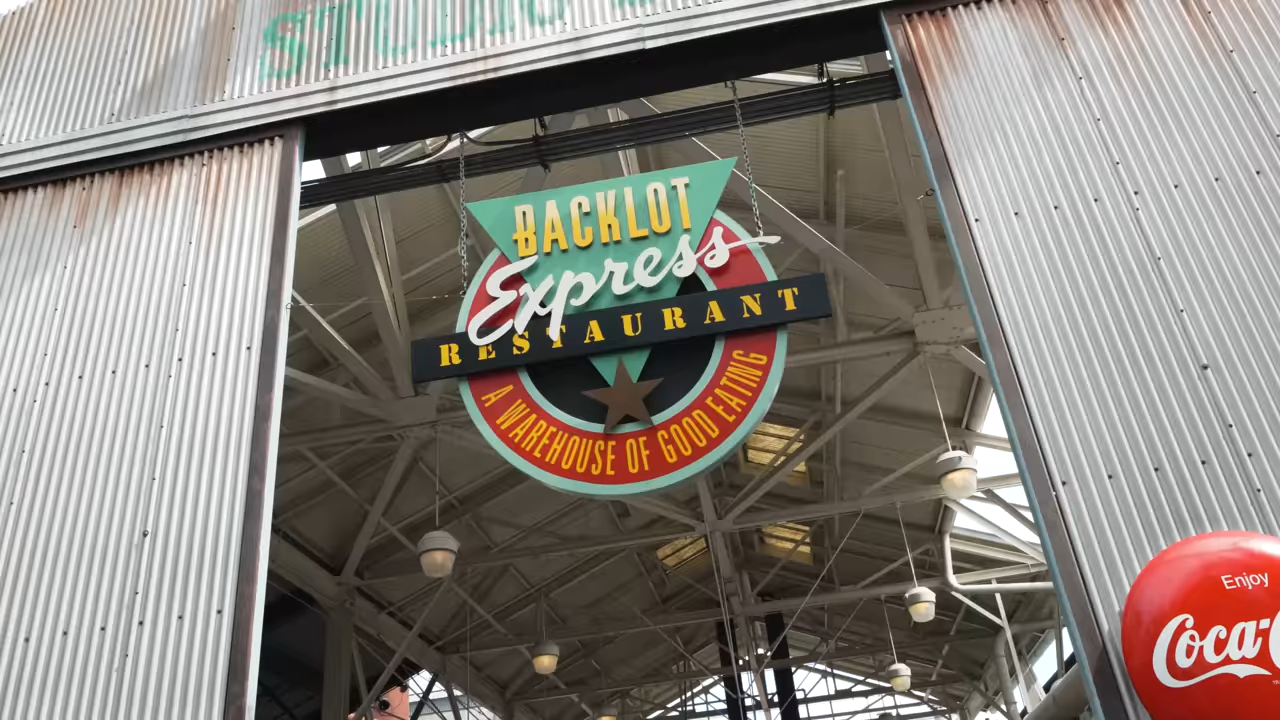 BACKLOT
Express
RESTAURANT
A WAREHOUSE OF GOOD EATING
Enjoy